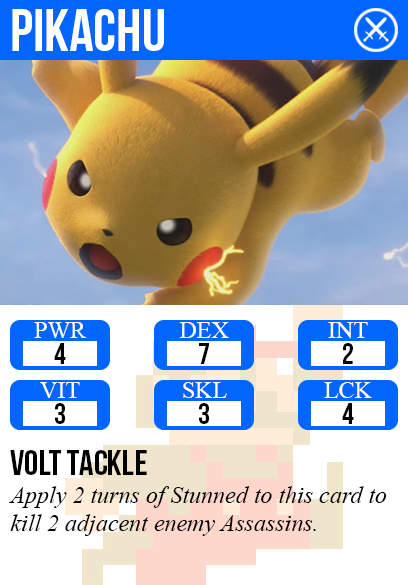 PIKACHU
PWR DEX INT
4 7 2
VIT SKL LCK
3 3 4
VOLT TACKLE
Apply 2 turns of Stunned to this card to
kill 2 adjacent enemy Assassins.